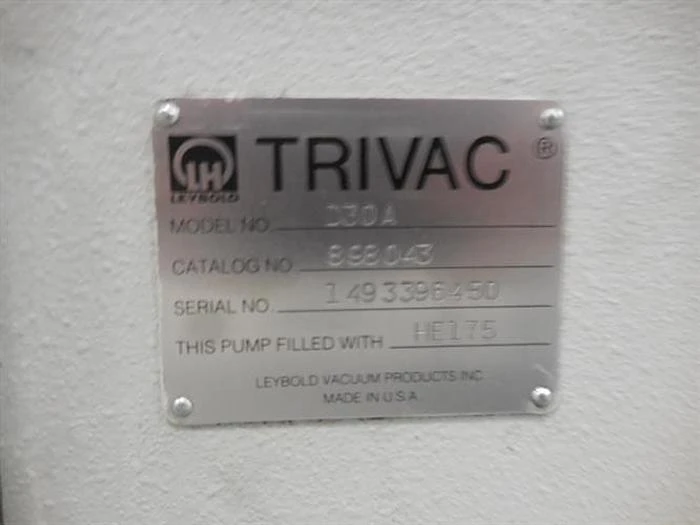 LH
LEYBOLD
TRIVAC ®
MODEL NO. D30A
CATALOG NO. 898043
SERIAL NO. 1493396450
THIS PUMP FILLED WITH HE175
LEYBOLD VACUUM PRODUCTS INC.
MADE IN U.S.A.